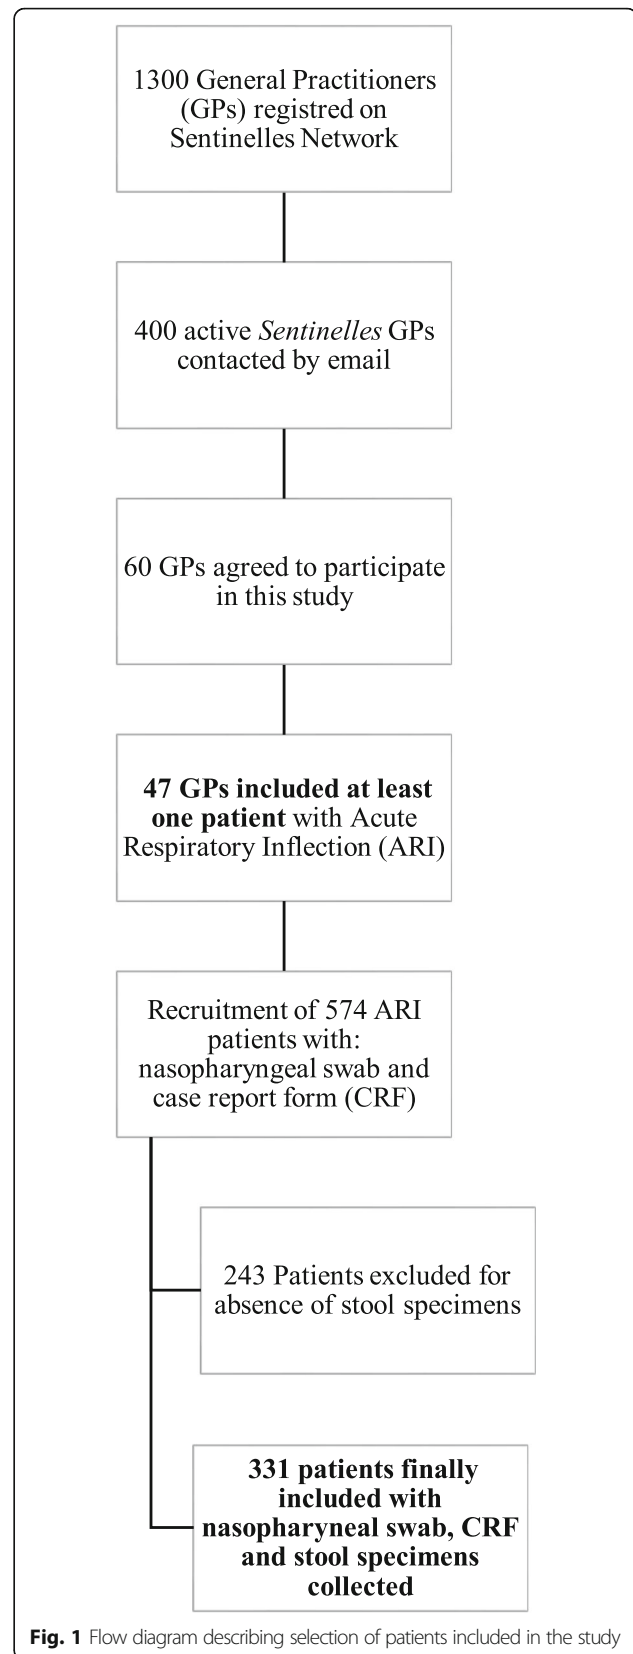 1300 General Practitioners
(GPs) registred on
Sentinelles Network
400 active Sentinelles GPs
contacted by email
60 GPs agreed to participate
in this study
47 GPs included at least
one patient with Acute
Respiratory Inflection (ARI)
Recruitment of 574 ARI
patients with:
nasopharyngeal swab and
case report form (CRF)
243 Patients excluded for
absence of stool specimens
331 patients finally
included with
nasopharyneal swab, CRF
and stool specimens
collected
Fig. 1 Flow diagram describing selection of patients included in the study